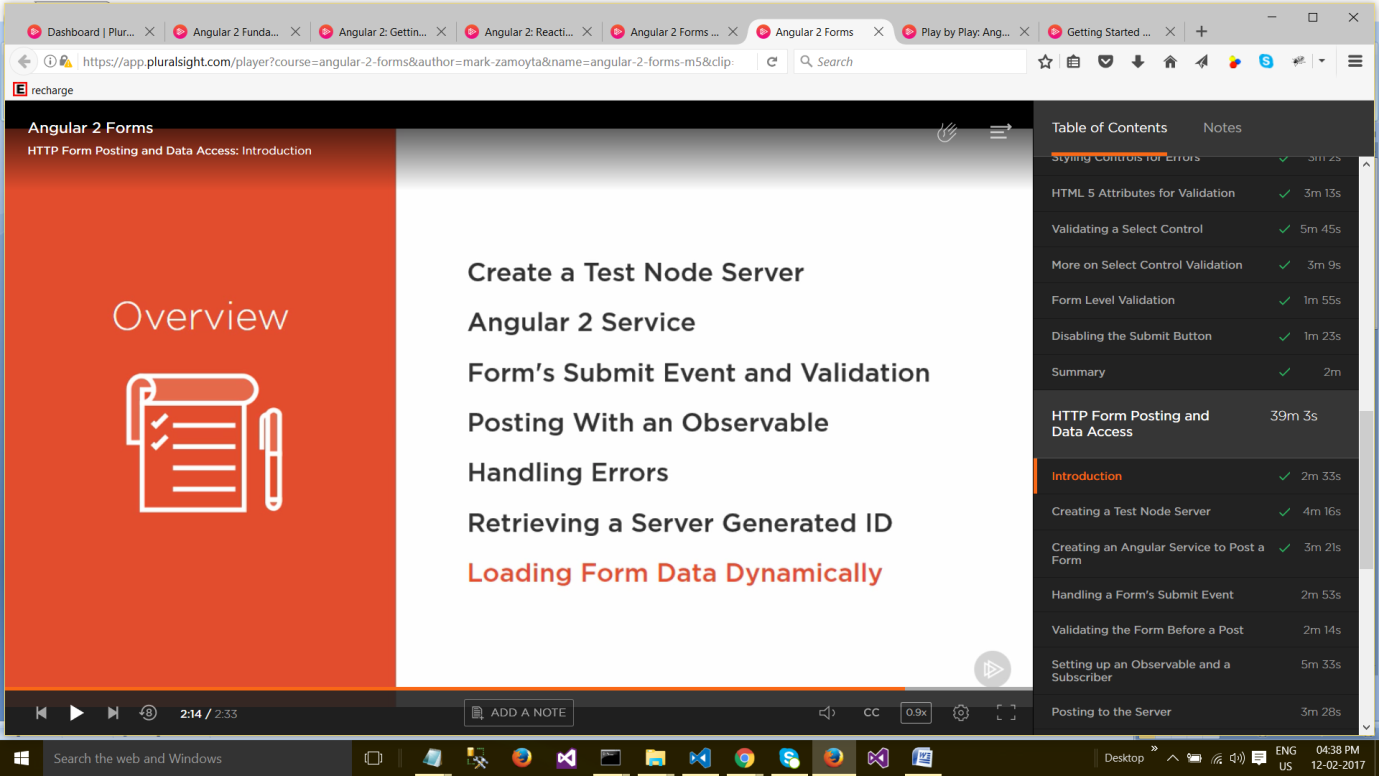 Dashboard | Plur...
Angular 2 Funda...
Angular 2: Gettin...
Angular 2: Reacti...
Angular 2 Forms ...
Angular 2 Forms
Play by Play: Ang...
Getting Started ...
https://app.pluralsight.com/player?course=angular-2-forms&author=mark-zamoyta&name=angular-2-forms-m5&clip=
Search
E recharge
Angular 2 Forms
HTTP Form Posting and Data Access: Introduction
Overview
Create a Test Node Server
Angular 2 Service
Form's Submit Event and Validation
Posting With an Observable
Handling Errors
Retrieving a Server Generated ID
Loading Form Data Dynamically
8
2:14 / 2:33
ADD A NOTE
CC
0.9x
Table of Contents
Notes
Styling Controls for Errors 3m 2s
HTML 5 Attributes for Validation 3m 13s
Validating a Select Control 5m 45s
More on Select Control Validation 3m 9s
Form Level Validation 1m 55s
Disabling the Submit Button 1m 23s
Summary 2m
HTTP Form Posting and 39m 3s
Data Access
Introduction 2m 33s
Creating a Test Node Server 4m 16s
Creating an Angular Service to Post a 3m 21s
Form
Handling a Form's Submit Event 2m 53s
Validating the Form Before a Post 2m 14s
Setting up an Observable and a 5m 33s
Subscriber
Posting to the Server 3m 28s
Search the web and Windows
Desktop
ENG
US
04:38 PM
12-02-2017